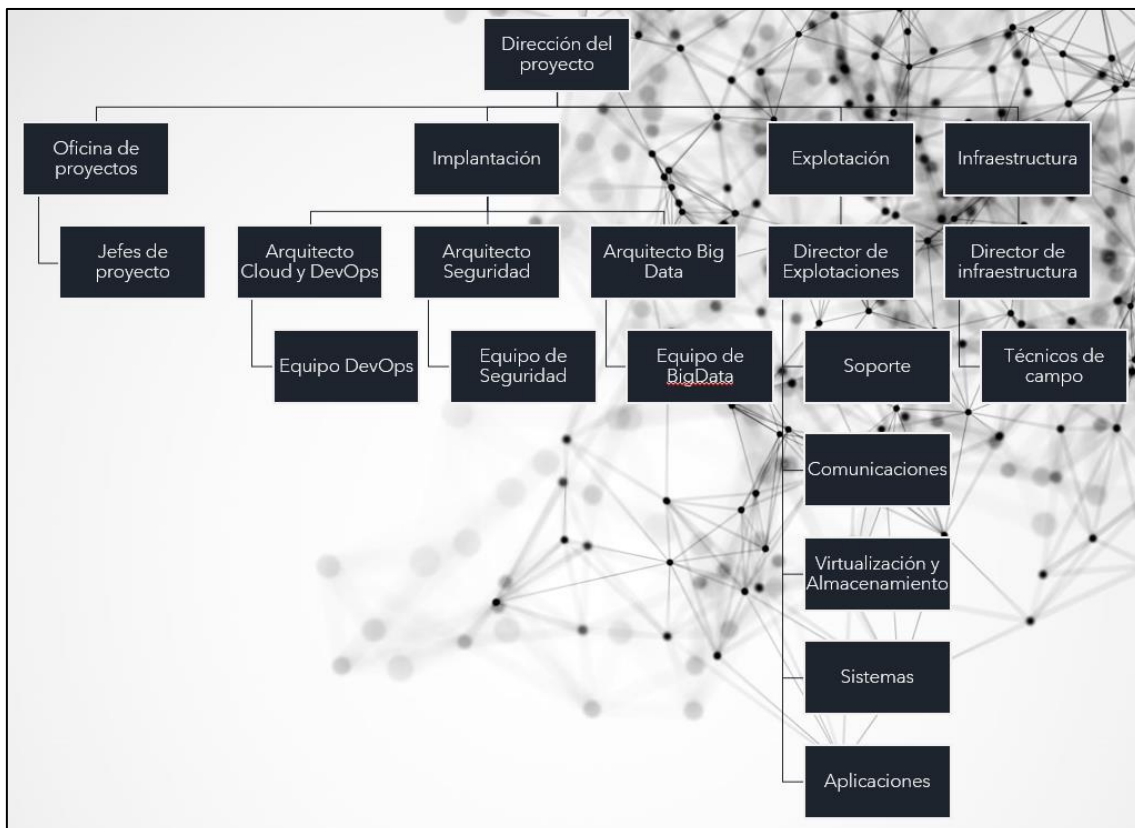 Dirección del
proyecto
Oficina de
proyectos
Implantación
Explotación
Infraestructura
Jefes de
proyecto
Arquitecto
Cloud y DevOps
Arquitecto
Seguridad
Arquitecto Big
Data
Director de
Explotaciones
Director de
infraestructura
Equipo DevOps
Equipo de
Seguridad
Equipo de
BigData
Soporte
Técnicos de
campo
Comunicaciones
Virtualización y
Almacenamiento
Sistemas
Aplicaciones